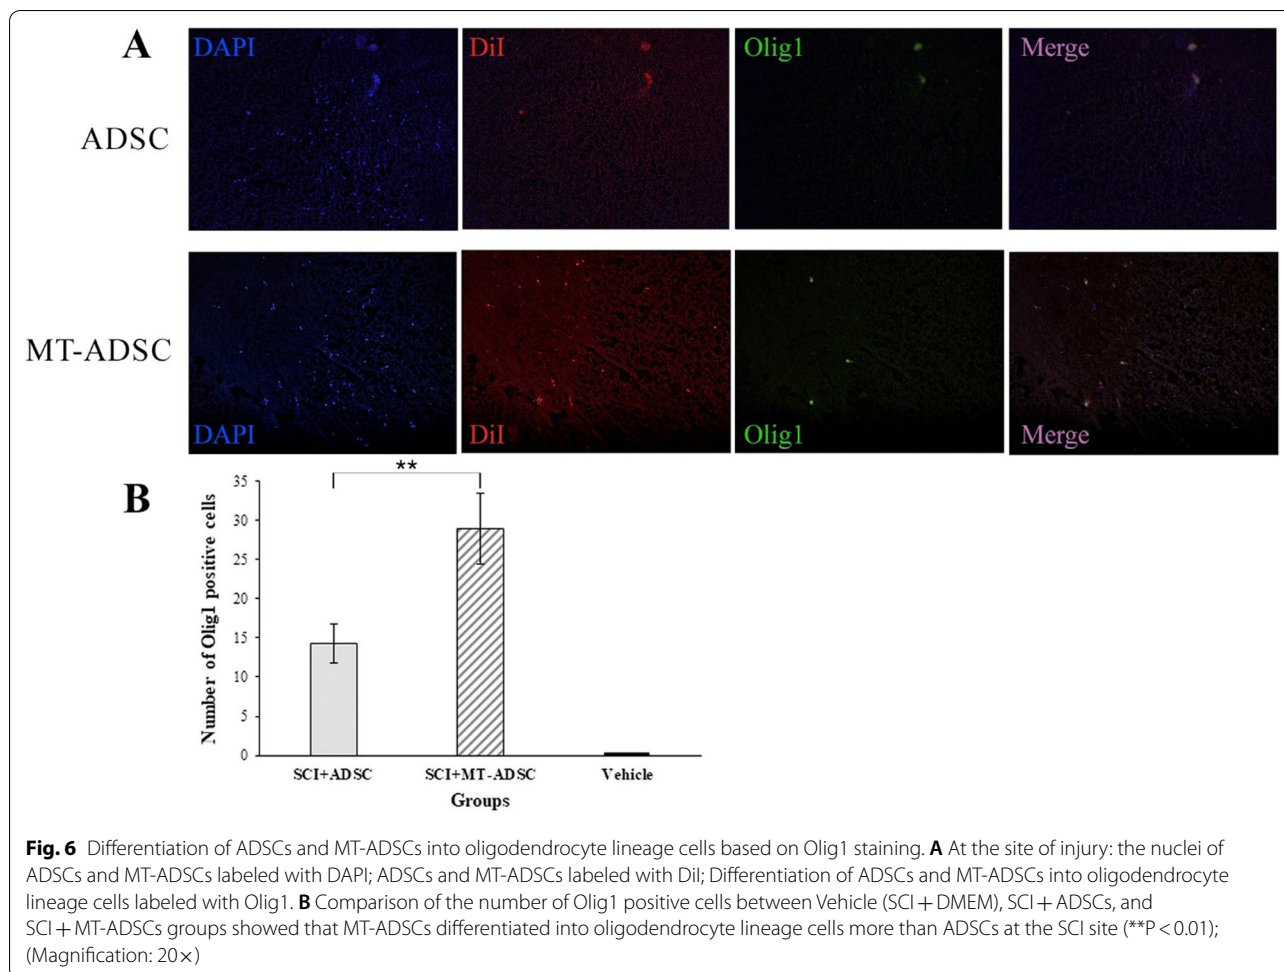 A
DAPI
DiI
Olig1
Merge
ADSC
MT-ADSC
DAPI
DiI
Olig1
Merge
B
**
Number of Olig1 positive cells
35
30
25
20
15
10
5
0
SCI+ADSC SCI+MT-ADSC Vehicle
Groups
Fig. 6 Differentiation of ADSCs and MT-ADSCs into oligodendrocyte lineage cells based on Olig1 staining. A At the site of injury: the nuclei of
ADSCs and MT-ADSCs labeled with DAPI; ADSCs and MT-ADSCs labeled with DiI; Differentiation of ADSCs and MT-ADSCs into oligodendrocyte
lineage cells labeled with Olig1. B Comparison of the number of Olig1 positive cells between Vehicle (SCI + DMEM), SCI + ADSCs, and
SCI + MT-ADSCs groups showed that MT-ADSCs differentiated into oligodendrocyte lineage cells more than ADSCs at the SCI site (**P < 0.01);
(Magnification: 20×)